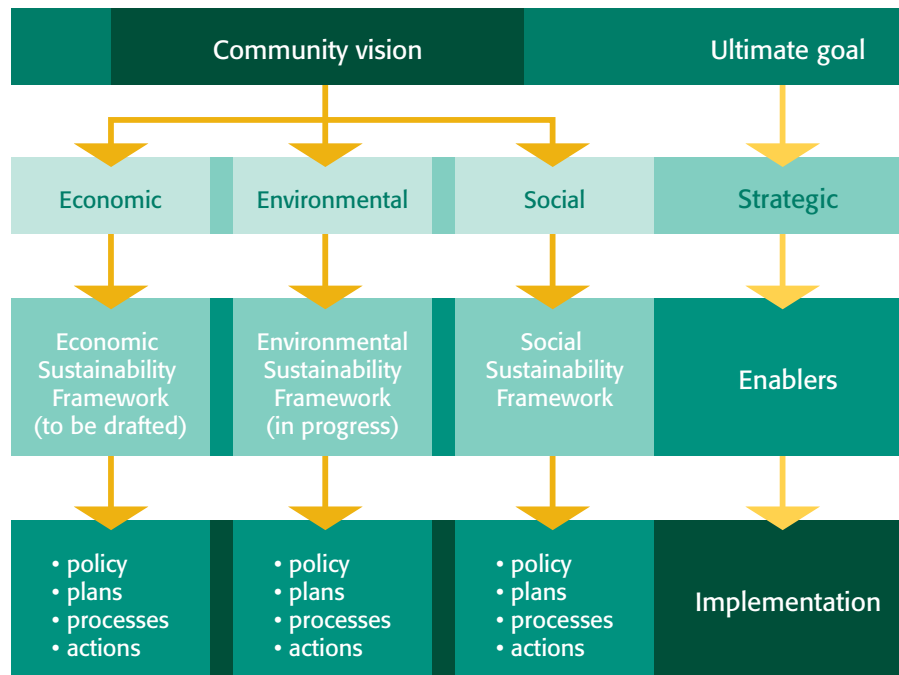 Community vision
Ultimate goal
Economic
Environmental
Social
Strategic
Economic
Sustainability
Framework
(to be drafted)
Environmental
Sustainability
Framework
(in progress)
Social
Sustainability
Framework
Enablers
• policy
• plans
• processes
• actions
• policy
• plans
• processes
• actions
• policy
• plans
• processes
• actions
Implementation